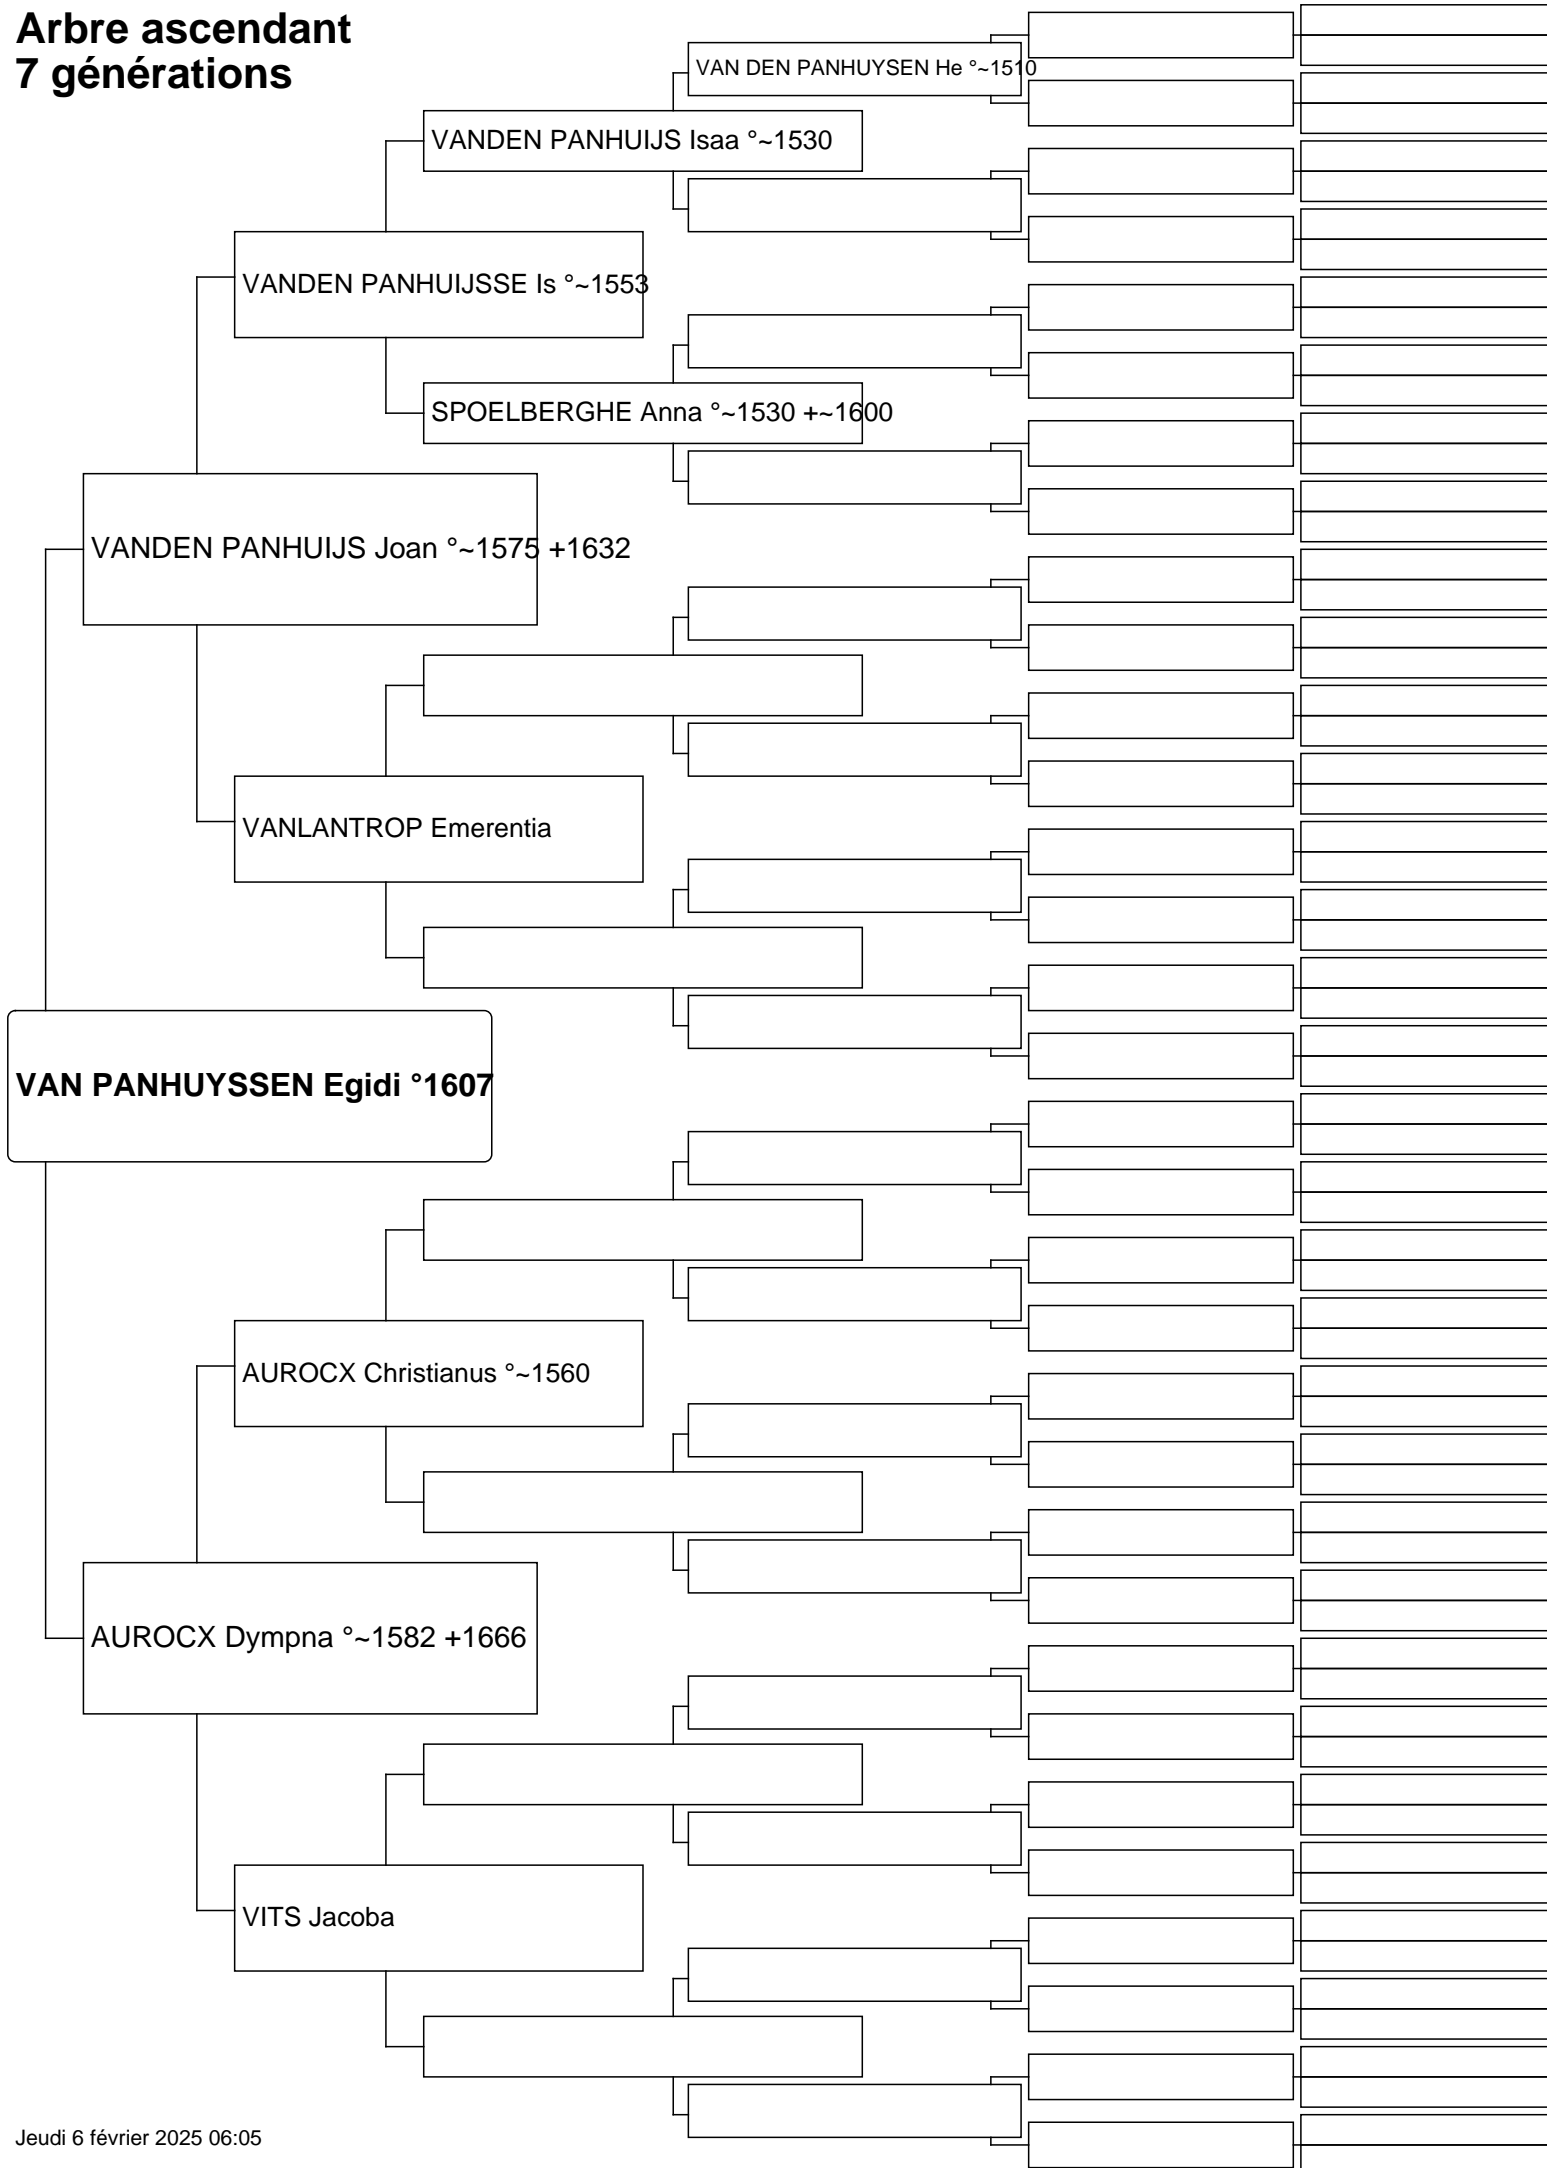 Arbre ascendant
7 générations
VAN DEN PANHUYSEN He °~1510
VANDEN PANHUIJS Isaa °~1530
VANDEN PANHUIJSSE Is °~1553
SPOELBERGHE Anna °~1530 +~1600
VANDEN PANHUIJS Joan °~1575 +1632
VANLANTROP Emerentia
VAN PANHUYSSEN Egidi °1607
AUROCX Christianus °~1560
AUROCX Dympna °~1582 +1666
VITS Jacoba
Jeudi 6 février 2025 06:05